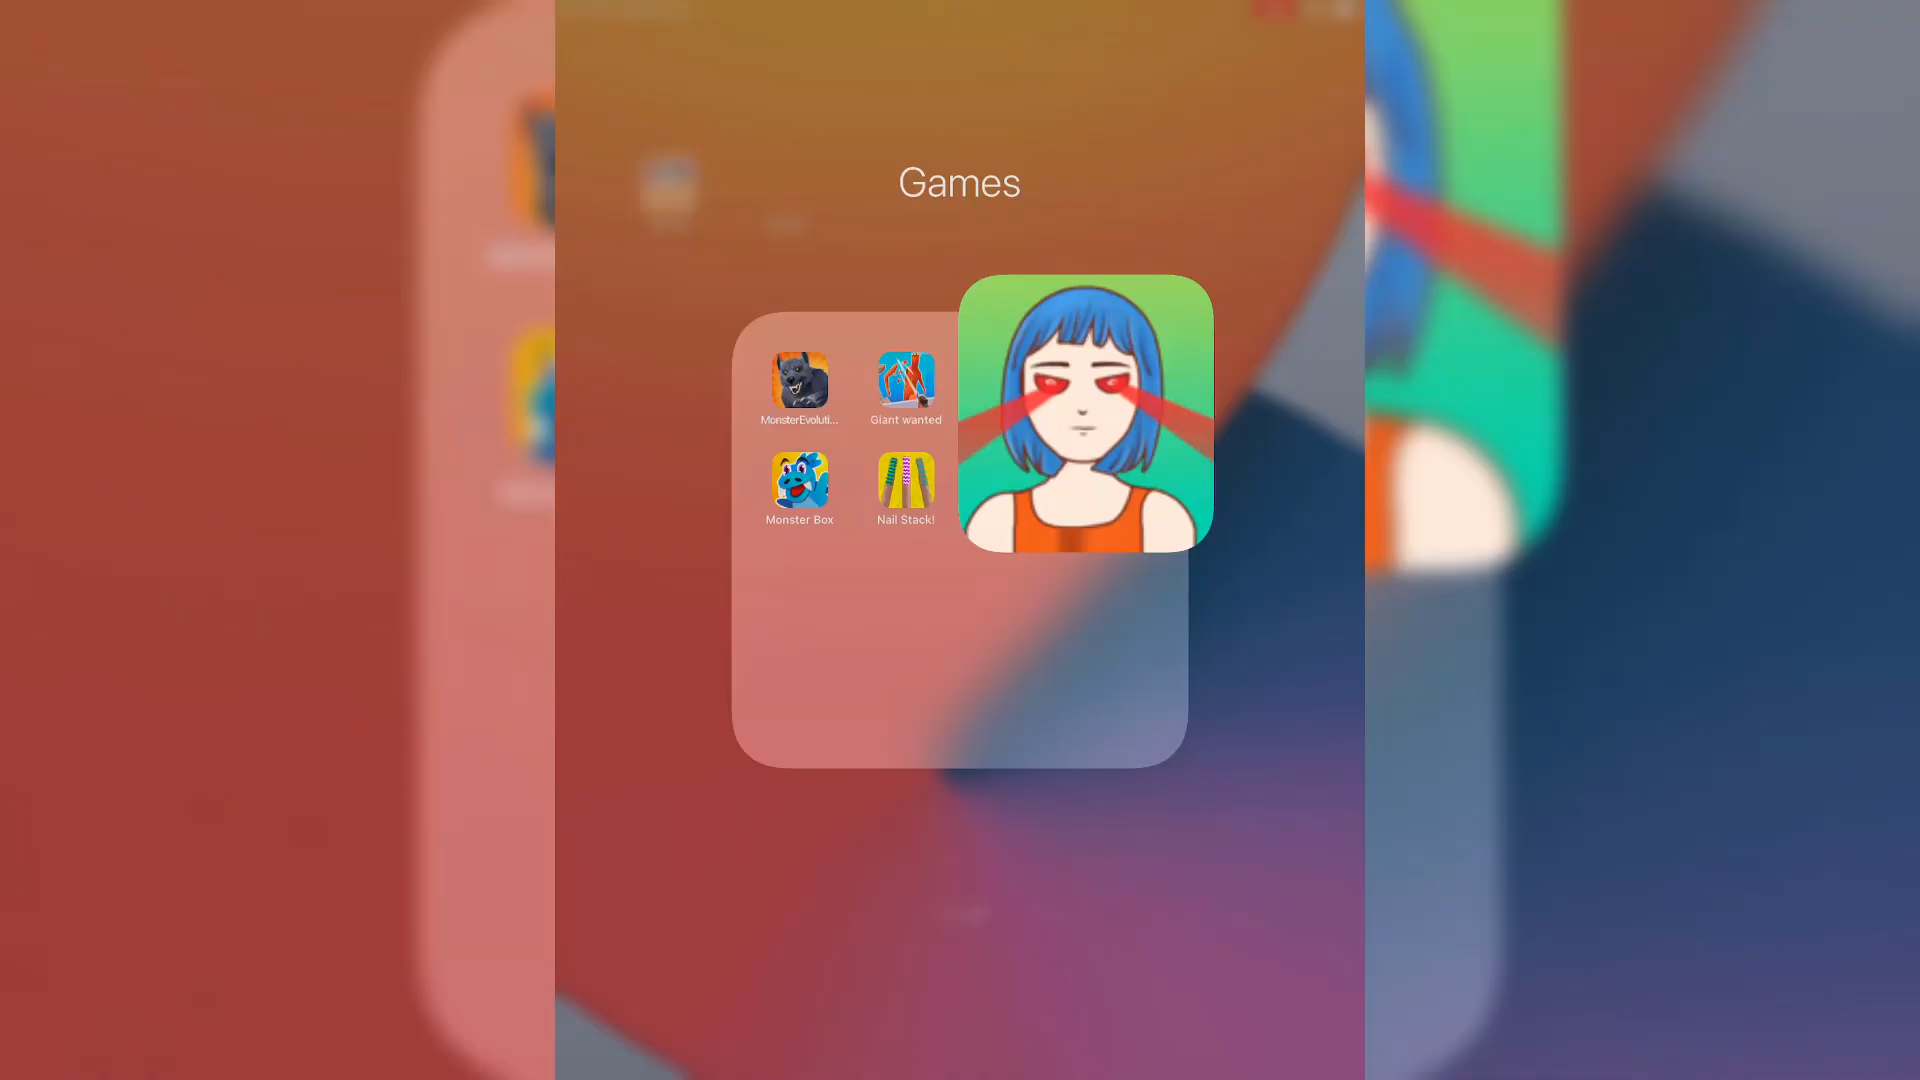 Games
MonsterEvoluti...
Giant wanted
Monster Box
Nail Stack!